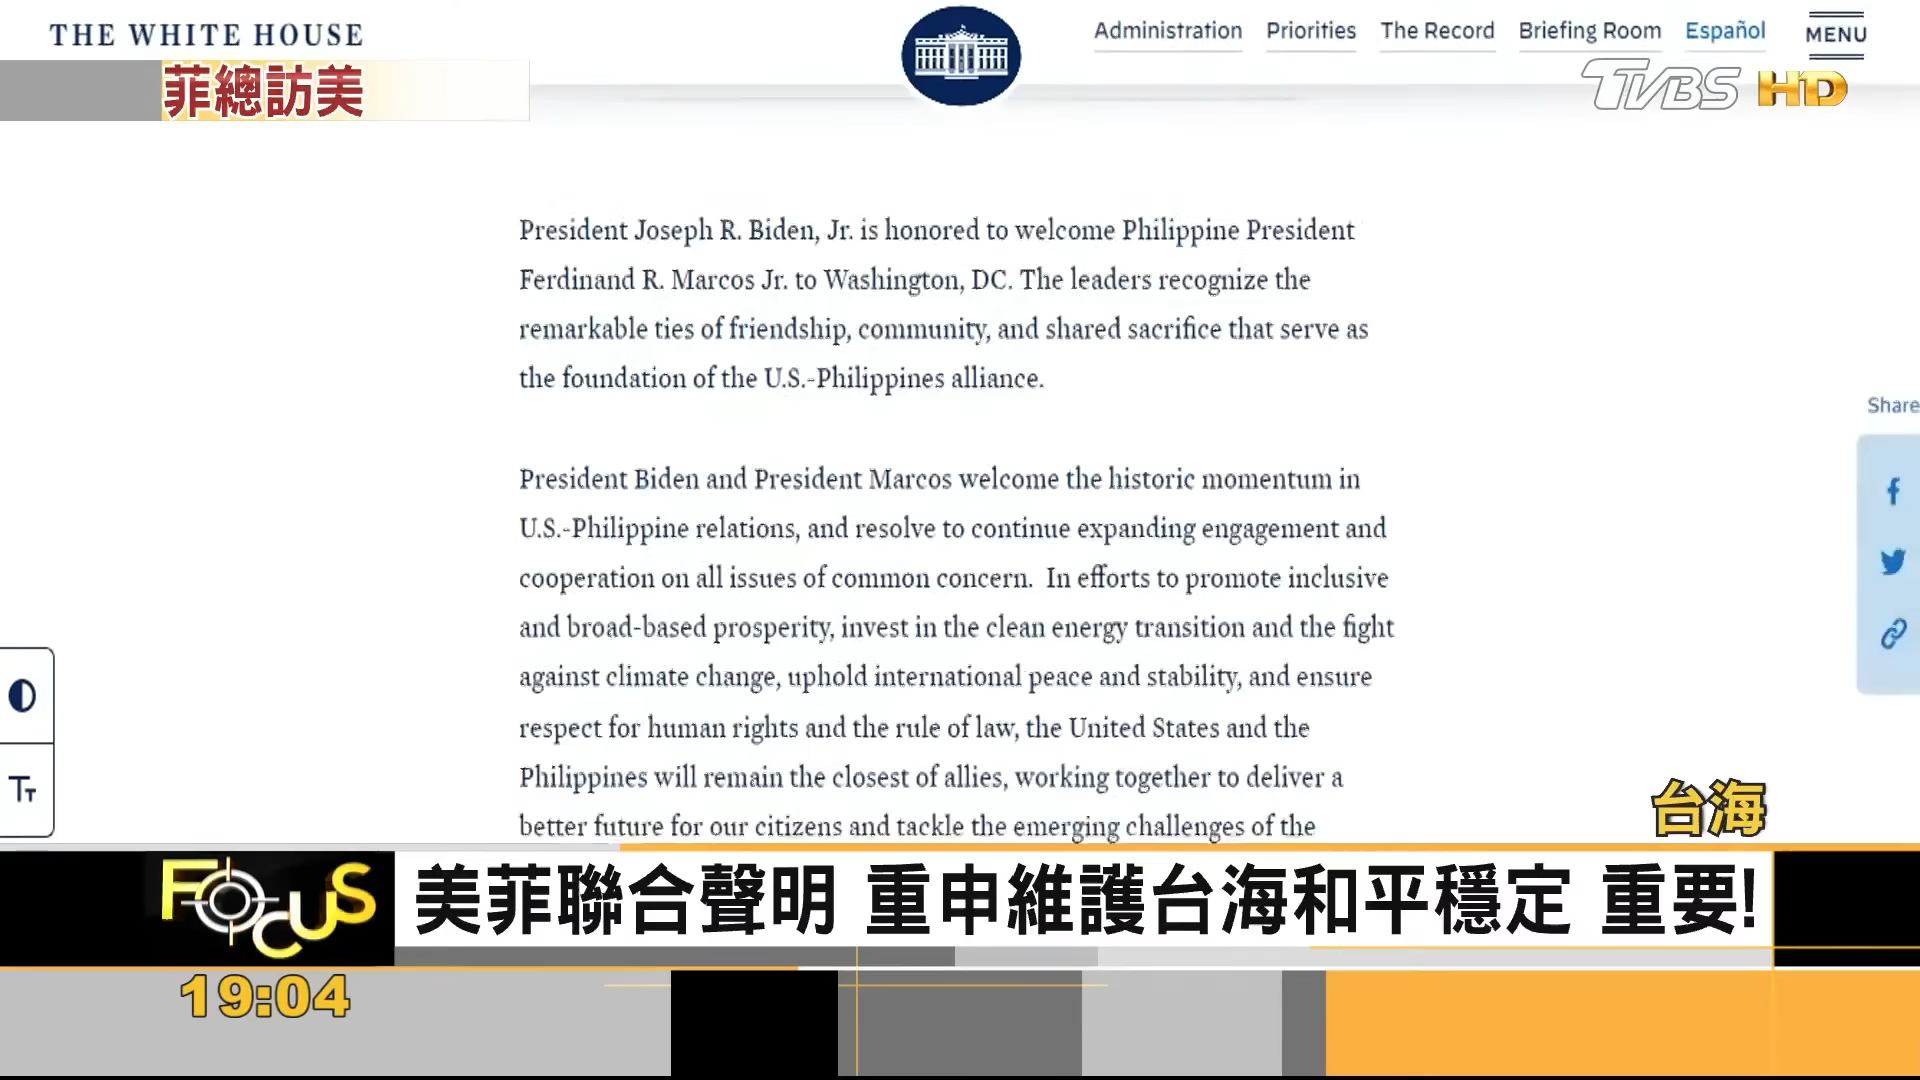 THE WHITE HOUSE
Administration Priorities The Record Briefing Room Español MENU
菲總訪美
TVBS HD
President Joseph R. Biden, Jr. is honored to welcome Philippine President
Ferdinand R. Marcos Jr. to Washington, DC. The leaders recognize the
remarkable ties of friendship, community, and shared sacrifice that serve as
the foundation of the U.S.-Philippines alliance.
Share
President Biden and President Marcos welcome the historic momentum in
U.S.-Philippine relations, and resolve to continue expanding engagement and
cooperation on all issues of common concern.  In efforts to promote inclusive
and broad-based prosperity, invest in the clean energy transition and the fight
against climate change, uphold international peace and stability, and ensure
respect for human rights and the rule of law, the United States and the
Philippines will remain the closest of allies, working together to deliver a
better future for our citizens and tackle the emerging challenges of the
Tт
台海
FOCUS
美菲聯合聲明 重申維護台海和平穩定 重要!
19:04